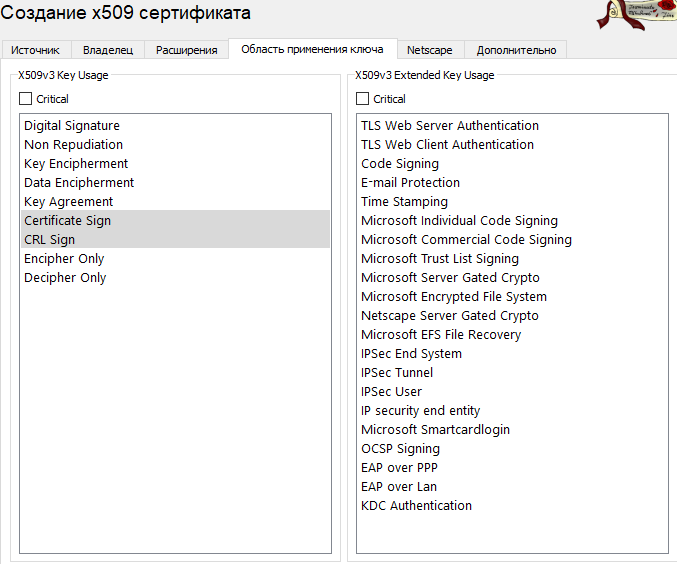 Создание x509 сертификата
Источник
Владелец
Расширения
Область применения ключа
Netscape
Дополнительно
X509v3 Key Usage
Critical
Digital Signature
Non Repudiation
Key Encipherment
Data Encipherment
Key Agreement
Certificate Sign
CRL Sign
Encipher Only
Decipher Only
X509v3 Extended Key Usage
Critical
TLS Web Server Authentication
TLS Web Client Authentication
Code Signing
E-mail Protection
Time Stamping
Microsoft Individual Code Signing
Microsoft Commercial Code Signing
Microsoft Trust List Signing
Microsoft Server Gated Crypto
Microsoft Encrypted File System
Netscape Server Gated Crypto
Microsoft EFS File Recovery
IPSec End System
IPSec Tunnel
IPSec User
IP security end entity
Microsoft Smartcardlogin
OCSP Signing
EAP over PPP
EAP over Lan
KDC Authentication